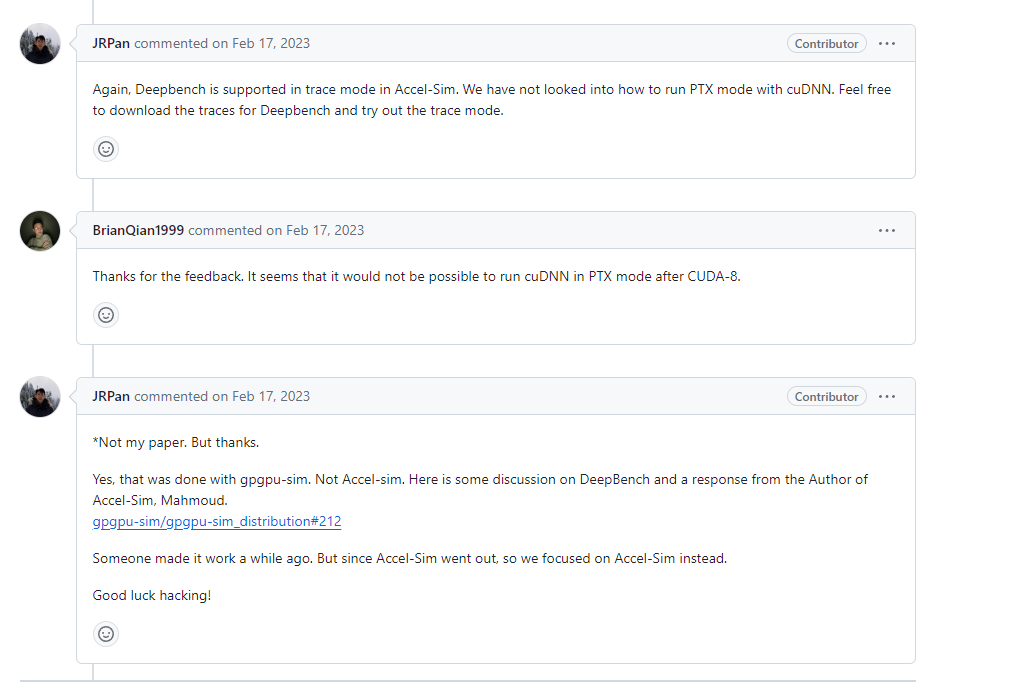 JRPan commented on Feb 17, 2023
Contributor
Again, Deepbench is supported in trace mode in Accel-Sim. We have not looked into how to run PTX mode with cuDNN. Feel free
to download the traces for Deepbench and try out the trace mode.
BrianQian1999 commented on Feb 17, 2023
Thanks for the feedback. It seems that it would not be possible to run cuDNN in PTX mode after CUDA-8.
JRPan commented on Feb 17, 2023
Contributor
*Not my paper. But thanks.
Yes, that was done with gpgpu-sim. Not Accel-sim. Here is some discussion on DeepBench and a response from the Author of
Accel-Sim, Mahmoud.
gpgpu-sim/gpgpu-sim_distribution#212
Someone made it work a while ago. But since Accel-Sim went out, so we focused on Accel-Sim instead.
Good luck hacking!